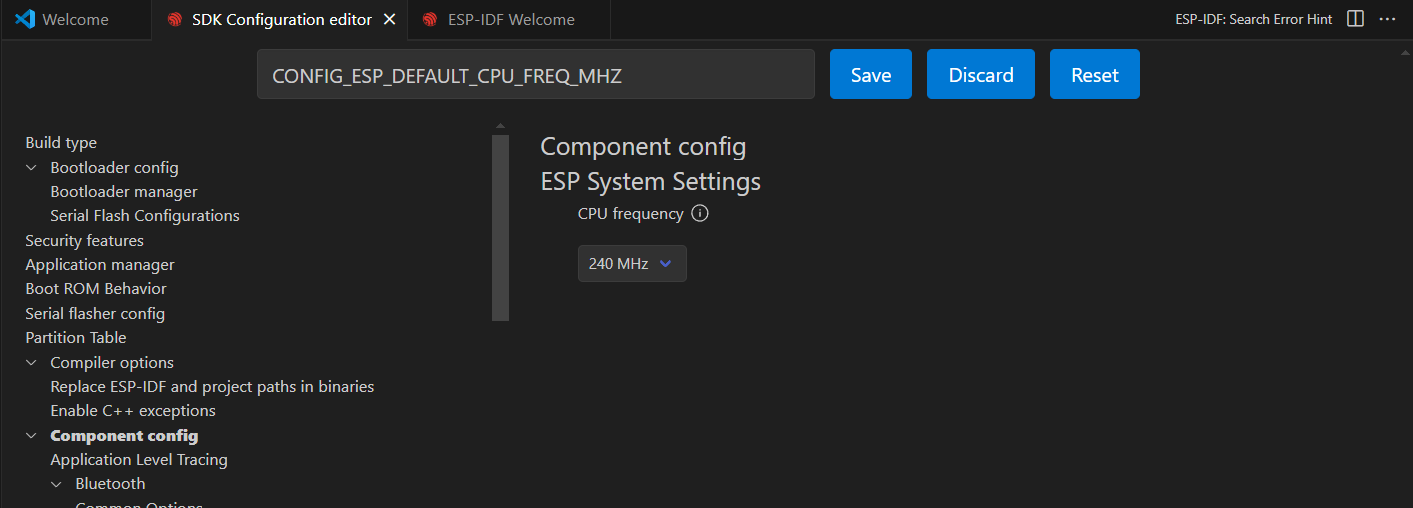 Welcome
SDK Configuration editor
ESP-IDF Welcome
ESP-IDF: Search Error Hint
CONFIG_ESP_DEFAULT_CPU_FREQ_MHZ
Save
Discard
Reset
Build type
Bootloader config
Bootloader manager
Serial Flash Configurations
Security features
Application manager
Boot ROM Behavior
Serial flasher config
Partition Table
Compiler options
Replace ESP-IDF and project paths in binaries
Enable C++ exceptions
Component config
Application Level Tracing
Bluetooth
Common Options
Component config
ESP System Settings
CPU frequency
240 MHz